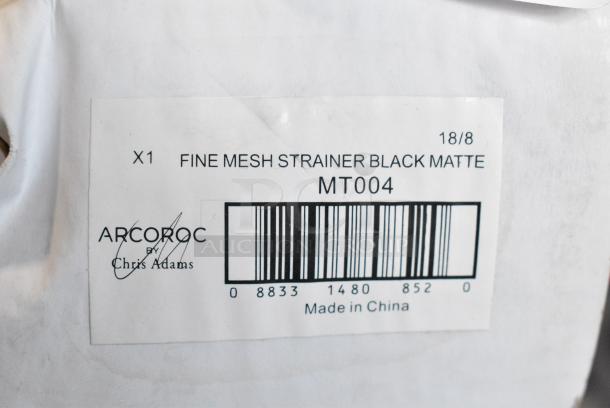 18/8
X1 FINE MESH STRAINER BLACK MATTE
MT004
ARCOROC
BY
Chris Adams
0 8833 1480 852 0
Made in China